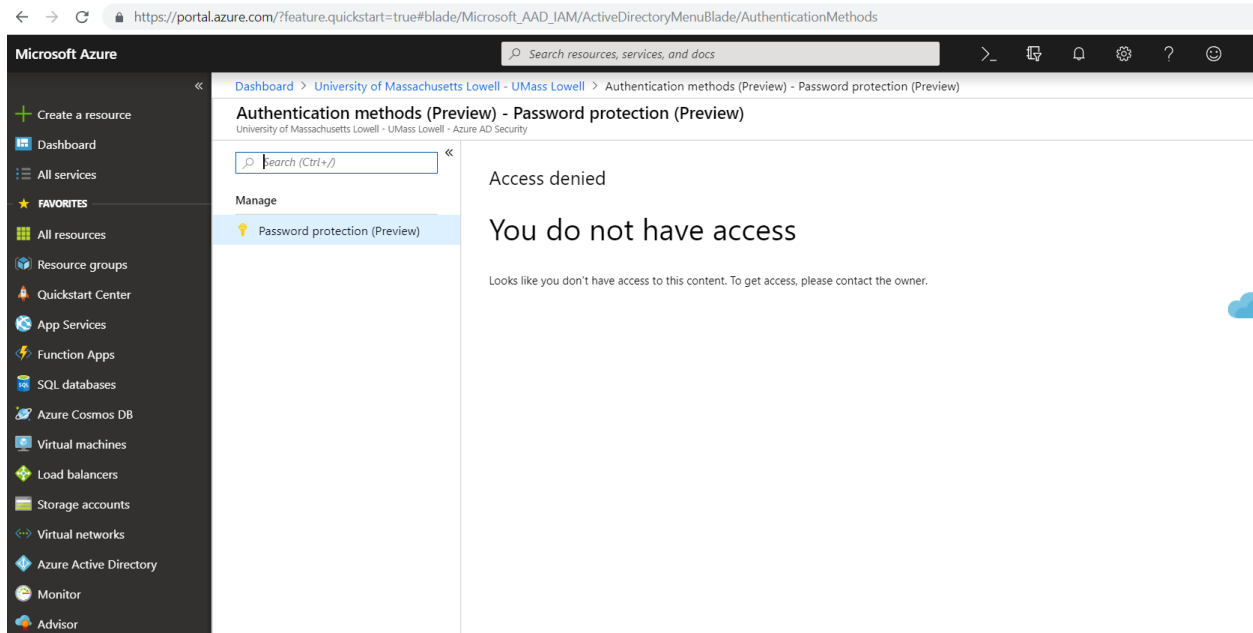 https://portal.azure.com/?feature.quickstart=true#blade/Microsoft_AAD_IAM/ActiveDirectoryMenuBlade/AuthenticationMethods
Microsoft Azure
Search resources, services, and docs
Dashboard > University of Massachusetts Lowell - UMass Lowell > Authentication methods (Preview) - Password protection (Preview)
Authentication methods (Preview) - Password protection (Preview)
University of Massachusetts Lowell - UMass Lowell - Azure AD Security
Create a resource
Dashboard
All services
FAVORITES
All resources
Resource groups
Quickstart Center
App Services
Function Apps
SQL databases
Azure Cosmos DB
Virtual machines
Load balancers
Storage accounts
Virtual networks
Azure Active Directory
Monitor
Advisor
Search (Ctrl+/)
Manage
Password protection (Preview)
Access denied
You do not have access
Looks like you don't have access to this content. To get access, please contact the owner.